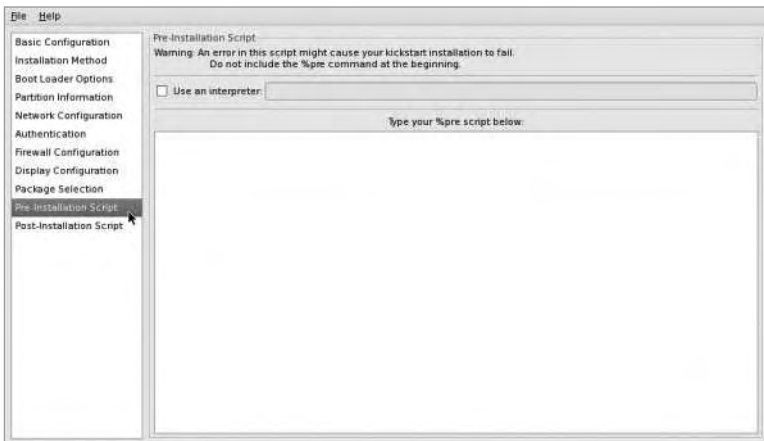 File Help
Basic Configuration
Installation Method
Boot Loader Options
Partition Information
Network Configuration
Authentication
Firewall Configuration
Display Configuration
Package Selection
Pre-Installation Script
Post-Installation Script
Pre-Installation Script
Warning: An error in this script might cause your kickstart installation to fail.
Do not include the %pre command at the beginning.
Use an interpreter:
Type your %pre script below: